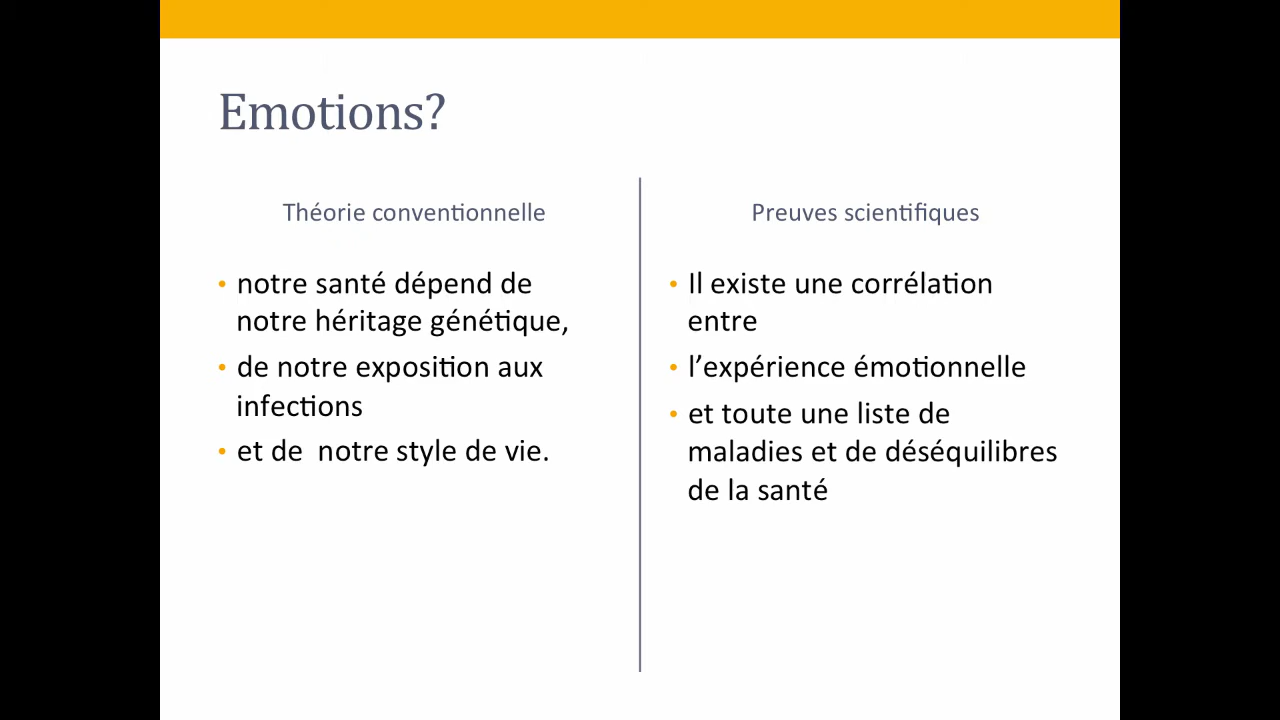 Emotions?
Théorie conventionnelle
• notre santé dépend de
notre héritage génétique,
• de notre exposition aux
infections
• et de  notre style de vie.
Preuves scientifiques
• Il existe une corrélation
entre
• l’expérience émotionnelle
• et toute une liste de
maladies et de déséquilibres
de la santé